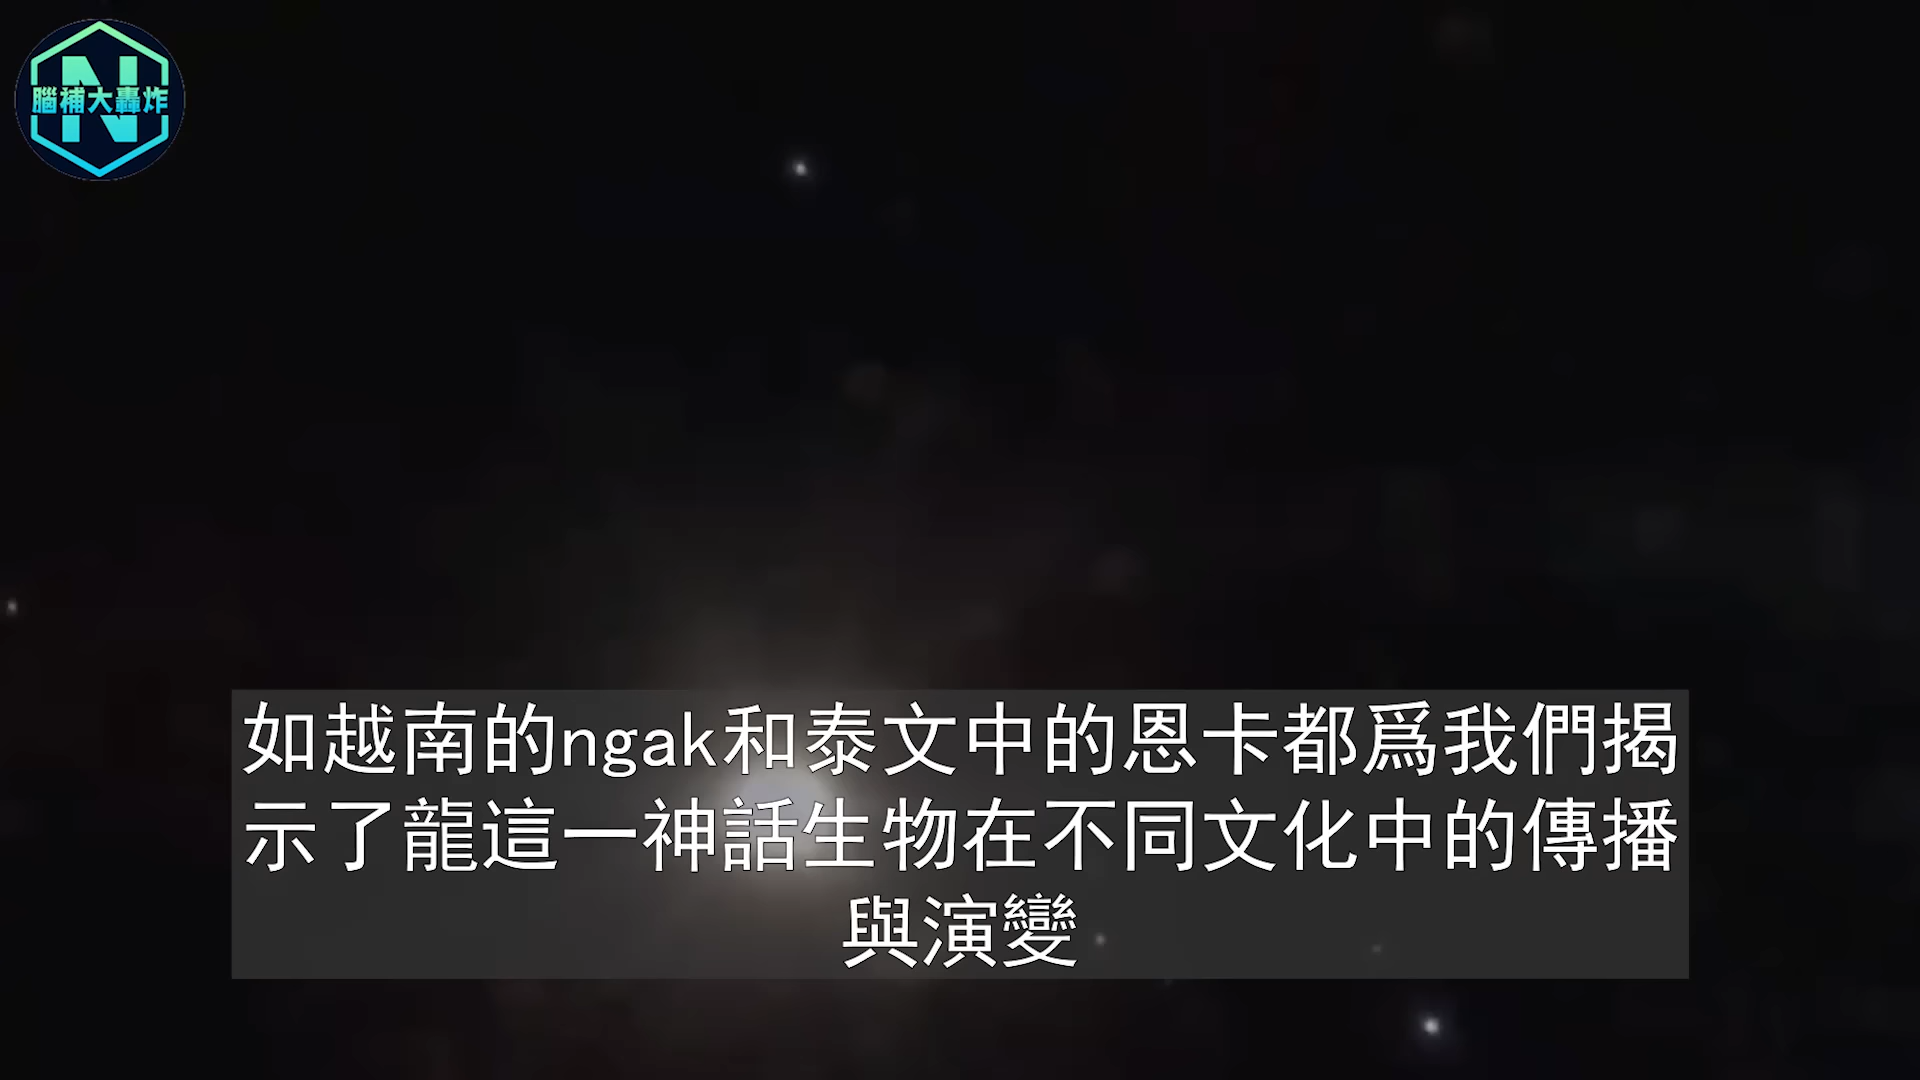 N
腦補大轟炸
如越南的ngak和泰文中的恩卡都爲我們揭
示了龍這一神話生物在不同文化中的傳播
與演變